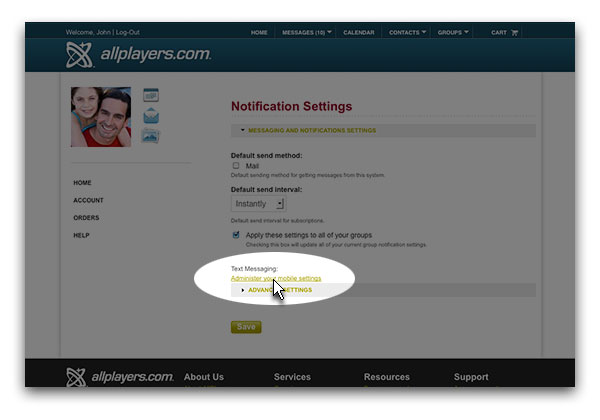 Welcome, John | Log-Out
HOME MESSAGES (10) CALENDAR CONTACTS GROUPS CART
allplayers.com
Notification Settings
MESSAGING AND NOTIFICATIONS SETTINGS
Default send method:
Mail
Default sending method for getting messages from this system.
Default send interval:
Instantly
Default send interval for subscriptions.
Apply these settings to all of your groups
Checking this box will update all of your current group notification settings.
HOME
ACCOUNT
ORDERS
HELP
Text Messaging:
Administer your mobile settings
ADVANCED SETTINGS
Save
allplayers.com About Us Services Resources Support